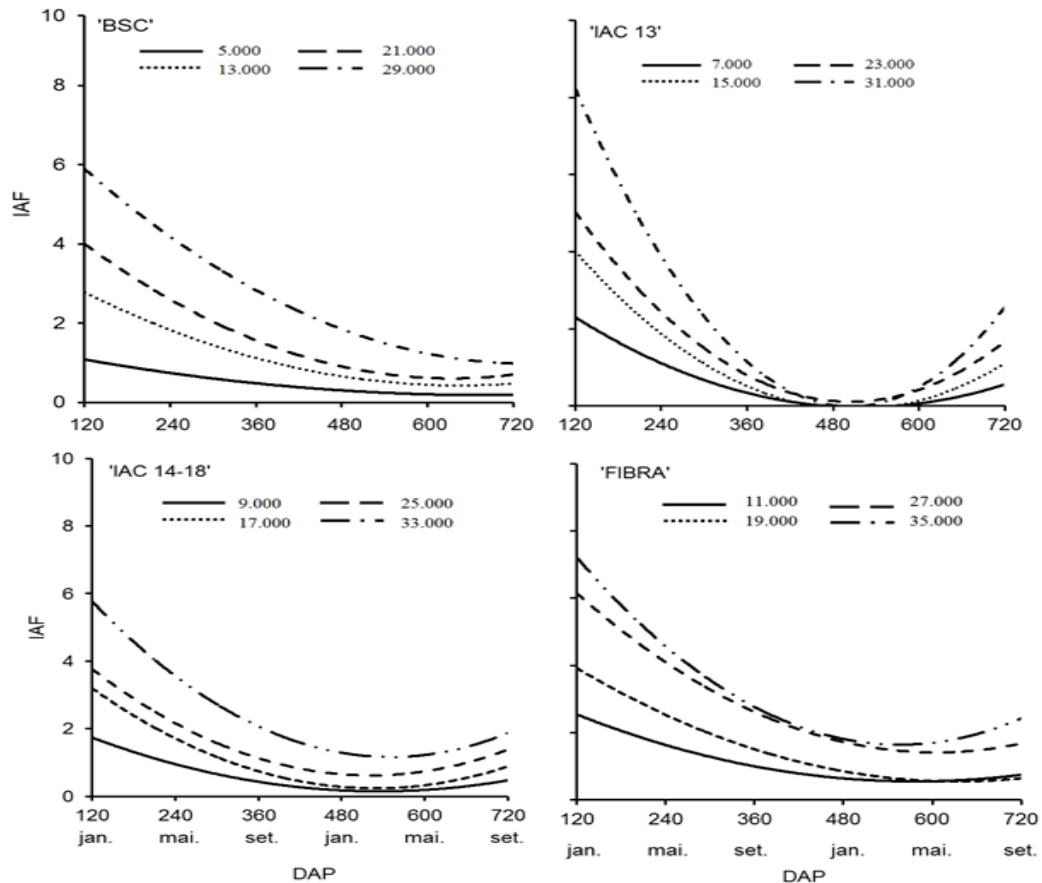 'BSC'
5.000 21.000
13.000 29.000
IAF
10
8
6
4
2
0
120 240 360 480 600 720
'IAC 13'
7.000 23.000
15.000 31.000
120 240 360 480 600 720
'IAC 14-18'
9.000 25.000
17.000 33.000
IAF
10
8
6
4
2
0
120 240 360 480 600 720
jan. mai. set. jan. mai. set.
DAP
'FIBRA'
11.000 27.000
19.000 35.000
120 240 360 480 600 720
jan. mai. set. jan. mai. set.
DAP